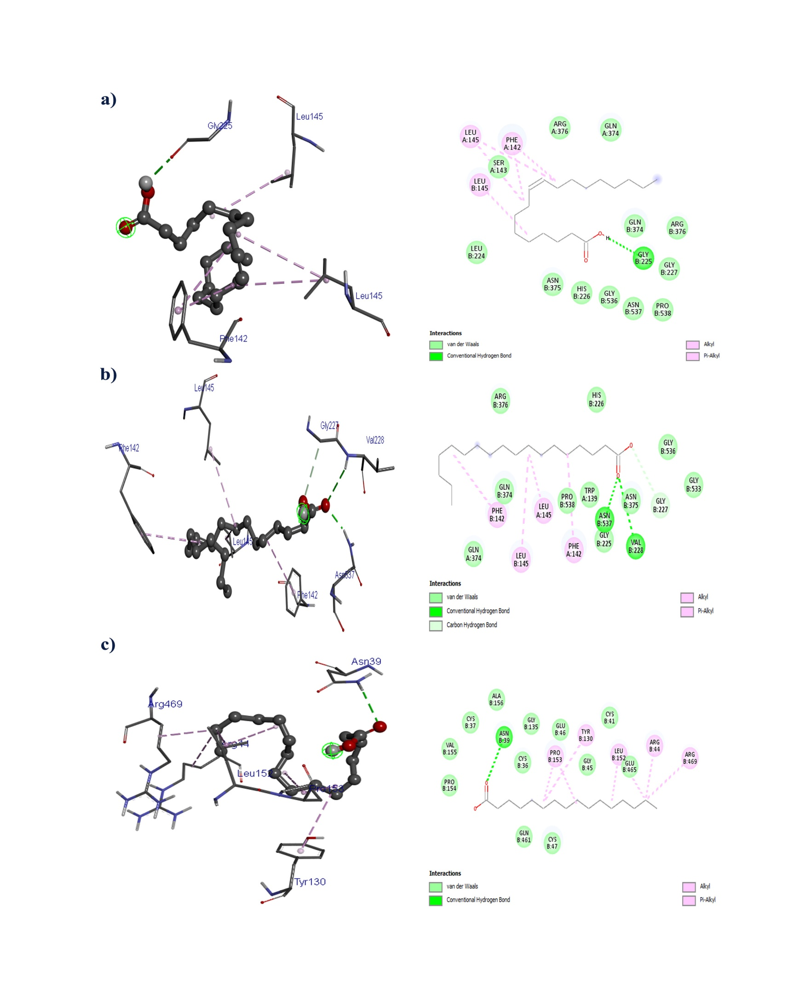 a)
Gly225
Leu145
Leu145
Phe142
LEU
A:145
PHE
A:142
ARG
A:376
GLN
A:374
SER
A:143
LEU
B:145
GLN
B:374
ARG
B:376
H
O
O
LEU
B:224
GLY
B:225
GLY
B:227
ASN
B:375
HIS
B:226
GLY
B:536
ASN
B:537
PRO
B:538
Interactions
van der Waals
Conventional Hydrogen Bond
Alkyl
Pi-Alkyl
b)
Leu145
Gly227
Val228
Phe142
Leu145
Asn537
Phe142
ARG
B:376
HIS
B:226
GLY
B:536
O
O
GLY
B:533
GLN
B:374
PHE
B:142
LEU
A:145
PRO
B:538
TRP
A:139
ASN
B:375
GLY
B:227
ASN
B:537
GLY
B:225
VAL
B:228
GLN
A:374
LEU
B:145
PHE
A:142
Interactions
van der Waals
Conventional Hydrogen Bond
Carbon Hydrogen Bond
Alkyl
Pi-Alkyl
c)
Asn39
Arg469
Arg44
Leu152
Pro153
Tyr130
ALA
B:156
CYS
B:37
ASN
B:39
GLY
B:135
GLU
B:46
TYR
B:130
CYS
B:41
VAL
B:155
CYS
B:36
PRO
B:153
GLY
B:45
LEU
B:152
GLU
B:465
ARG
B:44
ARG
B:469
PRO
B:154
O
O
GLN
B:461
CYS
B:47
Interactions
van der Waals
Conventional Hydrogen Bond
Alkyl
Pi-Alkyl